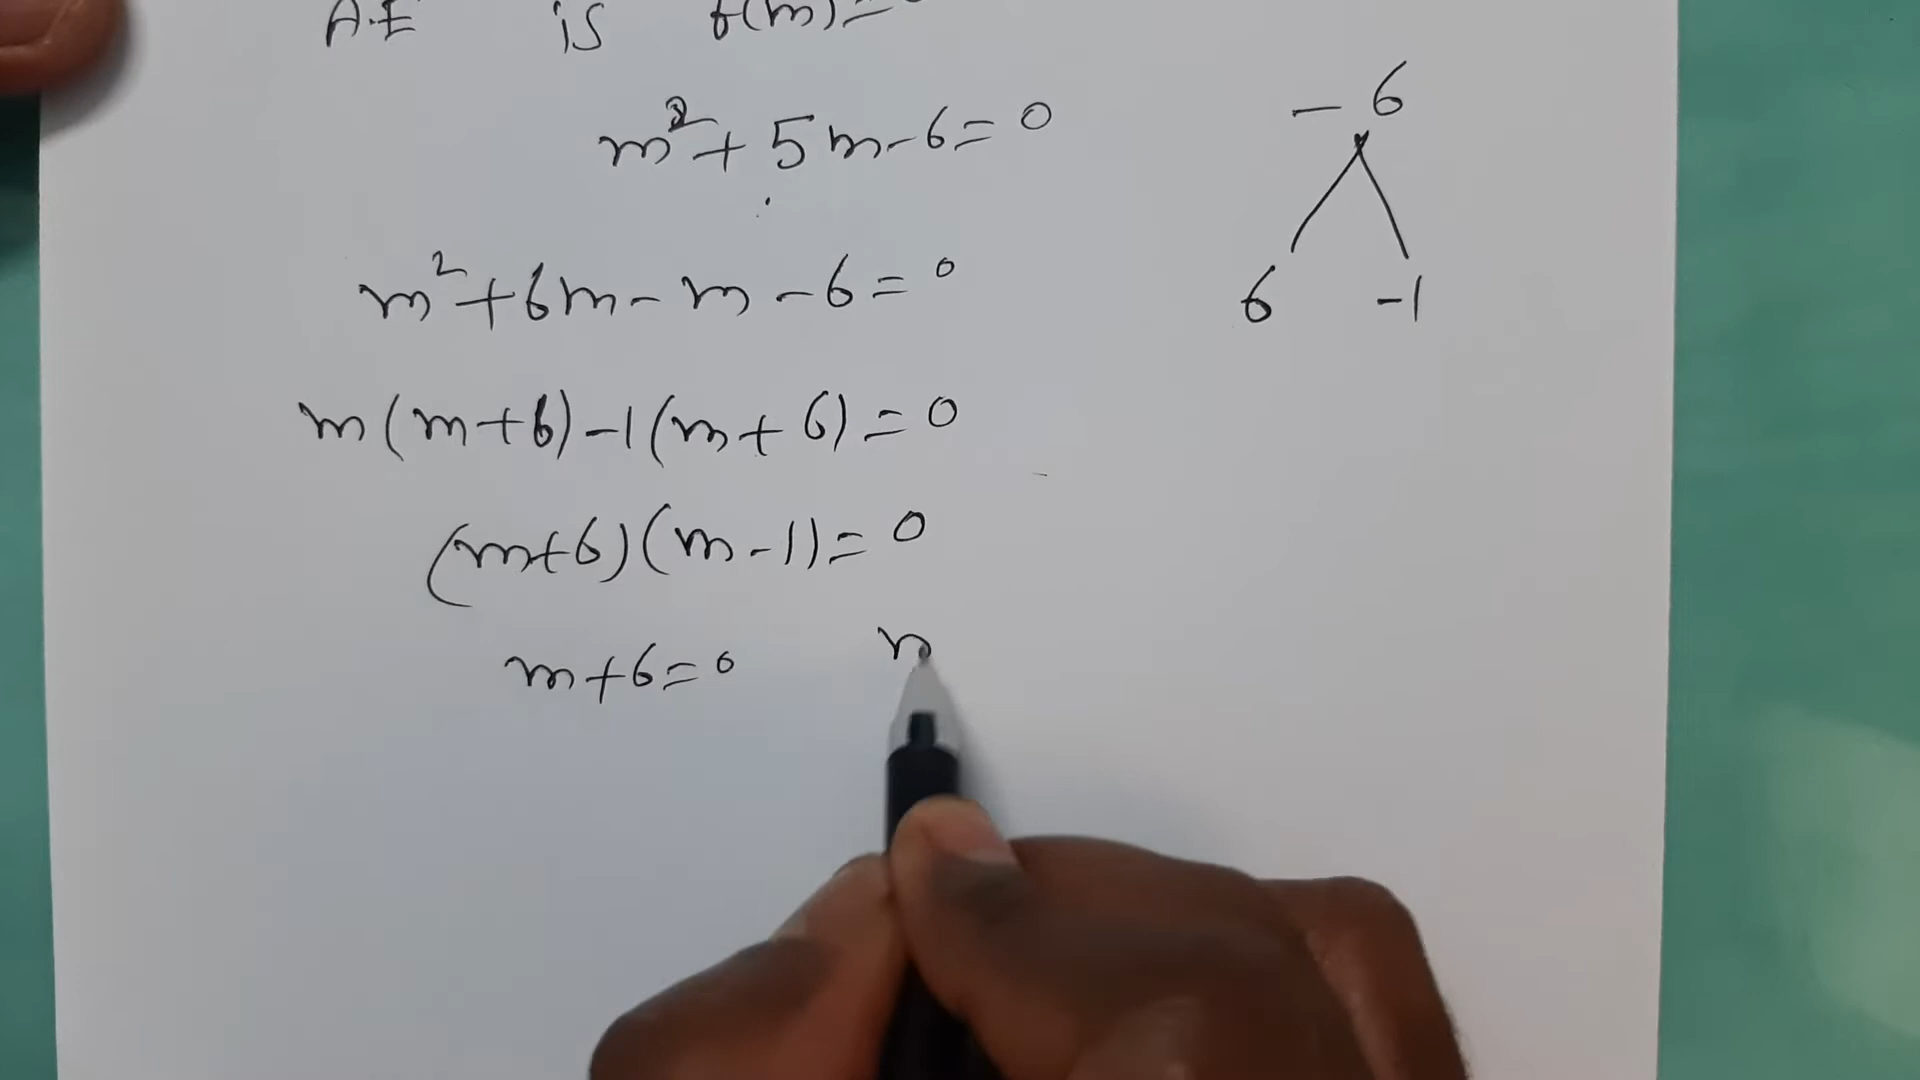 A.E is f(m)=
m²+5m-6=0
-6
m²+6m-m-6=0
6 -1
m(m+6)-1(m+6)=0
(m+6)(m-1)=0
m+6=0